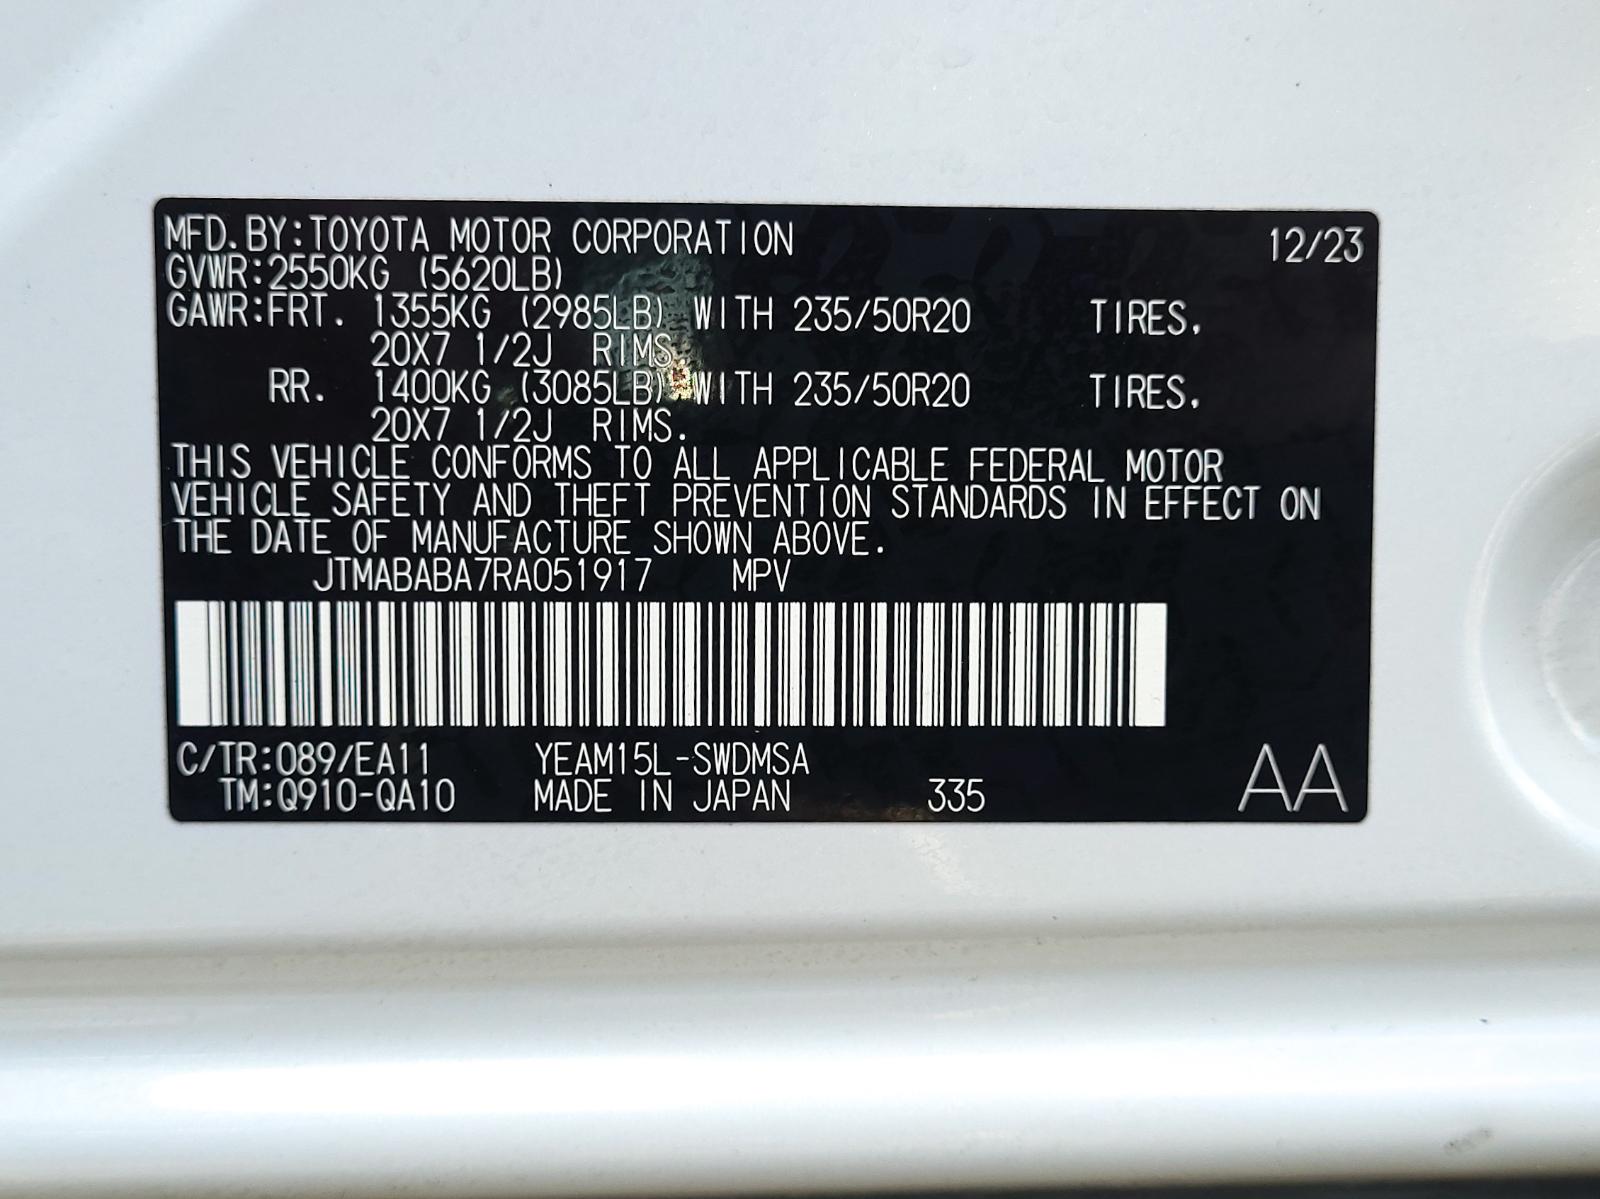 MFD.BY:TOYOTA MOTOR CORPORATION 12/23
GVWR:2550KG (5620LB)
GAWR:FRT. 1355KG (2985LB) WITH 235/50R20 TIRES,
20X7 1/2J RIMS.
RR. 1400KG (3085LB) WITH 235/50R20 TIRES,
20X7 1/2J RIMS.
THIS VEHICLE CONFORMS TO ALL APPLICABLE FEDERAL MOTOR
VEHICLE SAFETY AND THEFT PREVENTION STANDARDS IN EFFECT ON
THE DATE OF MANUFACTURE SHOWN ABOVE.
JTMABABA7RA051917 MPV
C/TR:089/EA11 YEAM15L-SWDMSA
TM:Q910-QA10 MADE IN JAPAN 335 AA